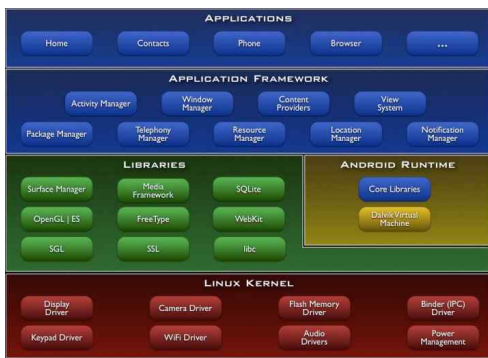 APPLICATIONS
Home
Contacts
Phone
Browser
...
APPLICATION FRAMEWORK
Activity Manager
Window
Manager
Content
Providers
View
System
Package Manager
Telephony
Manager
Resource
Manager
Location
Manager
Notification
Manager
LIBRARIES
Surface Manager
Media
Framework
SQLite
OpenGL | ES
FreeType
WebKit
SGL
SSL
libc
ANDROID RUNTIME
Core Libraries
Dalvik Virtual
Machine
LINUX KERNEL
Display
Driver
Camera Driver
Flash Memory
Driver
Binder (IPC)
Driver
Keypad Driver
WiFi Driver
Audio
Drivers
Power
Management